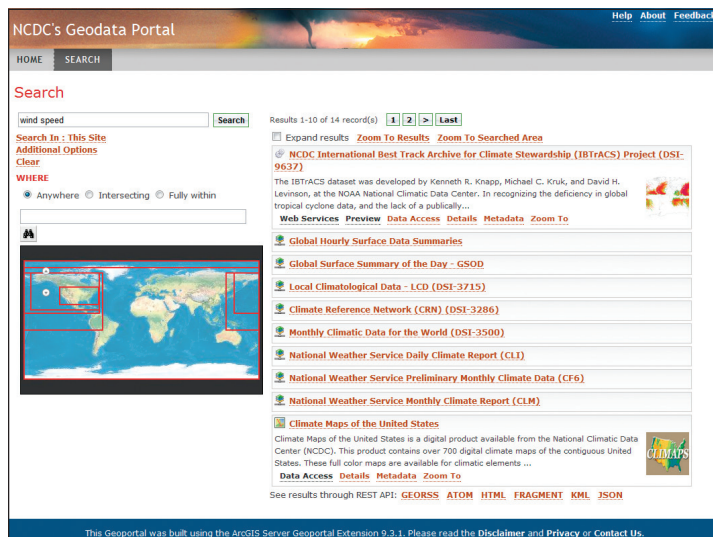 Help About Feedback
NCDC's Geodata Portal
HOME SEARCH
Search
wind speed Search
Search In : This Site
Additional Options
Clear
WHERE
Anywhere Intersecting Fully within
Results 1-10 of 14 record(s) 1 2 > Last
Expand results Zoom To Results Zoom To Searched Area
NCDC International Best Track Archive for Climate Stewardship (IBTrACS) Project (DSI-
9637)
The IBTrACS dataset was developed by Kenneth R. Knapp, Michael C. Kruk, and David H.
Levinson, at the NOAA National Climatic Data Center. In recognizing the deficiency in global
tropical cyclone data, and the lack of a publically...
Web Services Preview Data Access Details Metadata Zoom To
Global Hourly Surface Data Summaries
Global Surface Summary of the Day - GSOD
Local Climatological Data - LCD (DSI-3715)
Climate Reference Network (CRN) (DSI-3286)
Monthly Climatic Data for the World (DSI-3500)
National Weather Service Daily Climate Report (CLI)
National Weather Service Preliminary Monthly Climate Data (CF6)
National Weather Service Monthly Climate Report (CLM)
Climate Maps of the United States
Climate Maps of the United States is a digital product available from the National Climatic Data
Center (NCDC). This product contains over 700 digital climate maps of the contiguous United
States. These full color maps are available for climatic elements ...
CLIMAPS
Data Access Details Metadata Zoom To
See results through REST API: GEORSS ATOM HTML FRAGMENT KML JSON
This Geoportal was built using the ArcGIS Server Geoportal Extension 9.3.1. Please read the Disclaimer and Privacy or Contact Us.